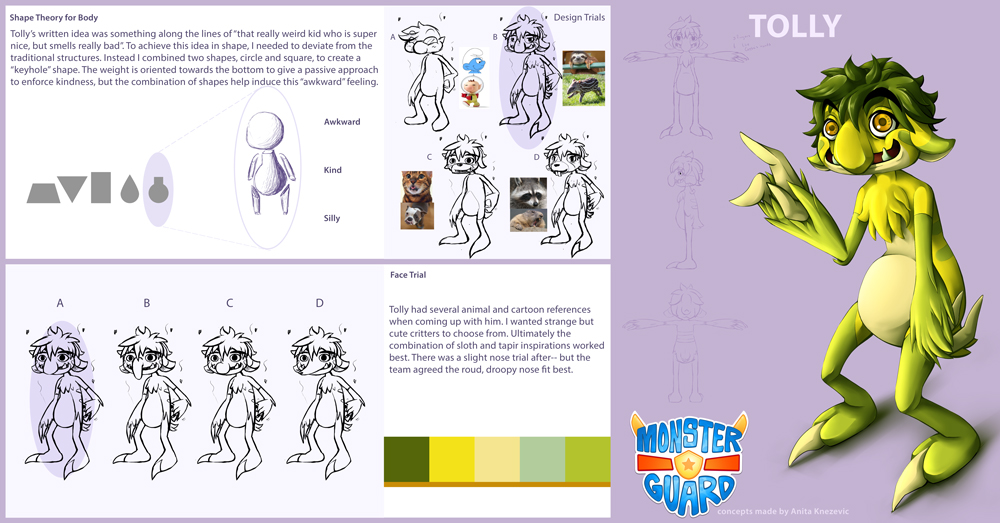 Shape Theory for Body
Tolly's written idea was something along the lines of "that really weird kid who is super
nice, but smells really bad". To achieve this idea in shape, I needed to deviate from the
traditional structures. Instead I combined two shapes, circle and square, to create a
"keyhole" shape. The weight is oriented towards the bottom to give a passive approach
to enforce kindness, but the combination of shapes help induce this "awkward" feeling.
Awkward
Kind
Silly
Design Trials
A
B
C
D
A
B
C
D
Face Trial
Tolly had several animal and cartoon references
when coming up with him. I wanted strange but
cute critters to choose from. Ultimately the
combination of sloth and tapir inspirations worked
best. There was a slight nose trial after-- but the
team agreed the roud, droopy nose fit best.
TOLLY
MONSTER
GUARD
concepts made by Anita Knezevic